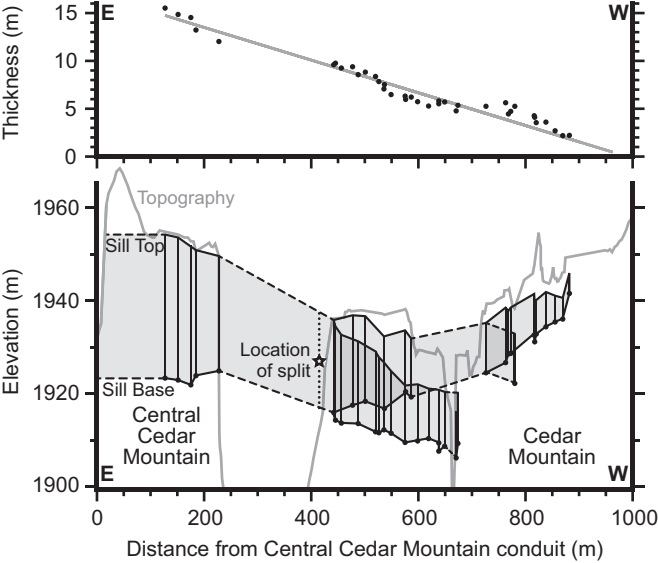 E
W
15
10
5
0
Thickness (m)
Topography
1960
Sill Top
1940
Elevation (m)
Location
of split
1920
Sill Base
Central
Cedar
Mountain
Cedar
Mountain
1900
E
W
0
200
400
600
800
1000
Distance from Central Cedar Mountain conduit (m)